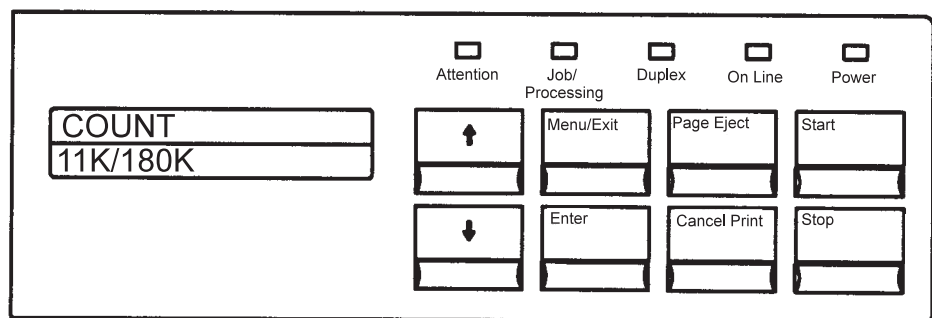 Attention
Job/
Processing
Duplex
On Line
Power
COUNT
11K/180K
Menu/Exit
Page Eject
Start
Enter
Cancel Print
Stop